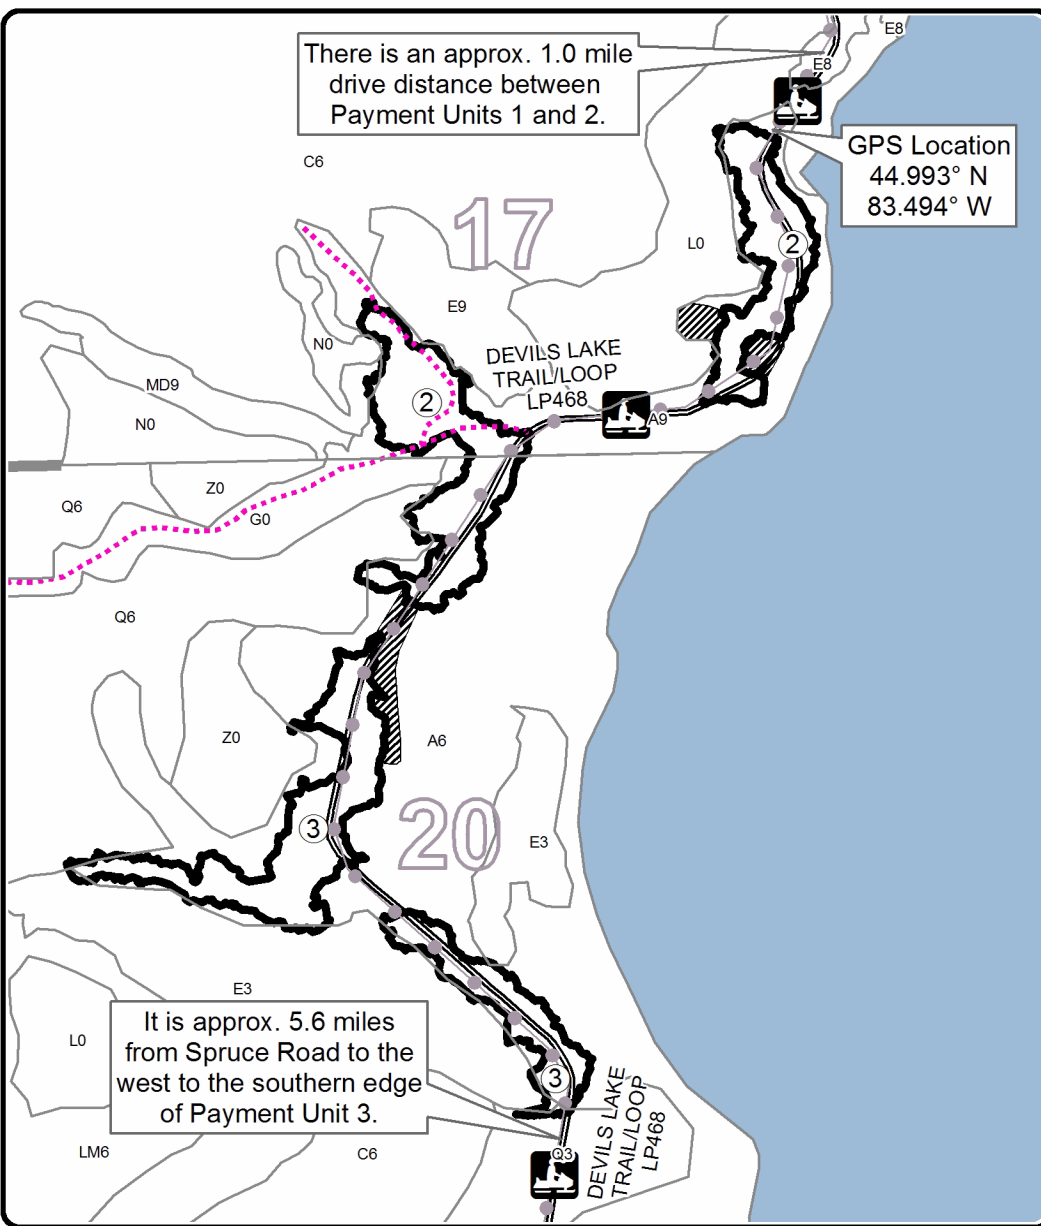 E8
There is an approx. 1.0 mile
drive distance between
Payment Units 1 and 2.
E8
GPS Location
44.993° N
83.494° W
C6
17
L0
2
E9
N0
DEVILS LAKE
TRAIL/LOOP
LP468
MD9
2
A9
N0
Z0
Q6
G0
Q6
Z0
A6
3
20
E3
E3
It is approx. 5.6 miles
from Spruce Road to the
west to the southern edge
of Payment Unit 3.
L0
3
DEVILS LAKE
TRAIL/LOOP
LP468
LM6
C6
Q3